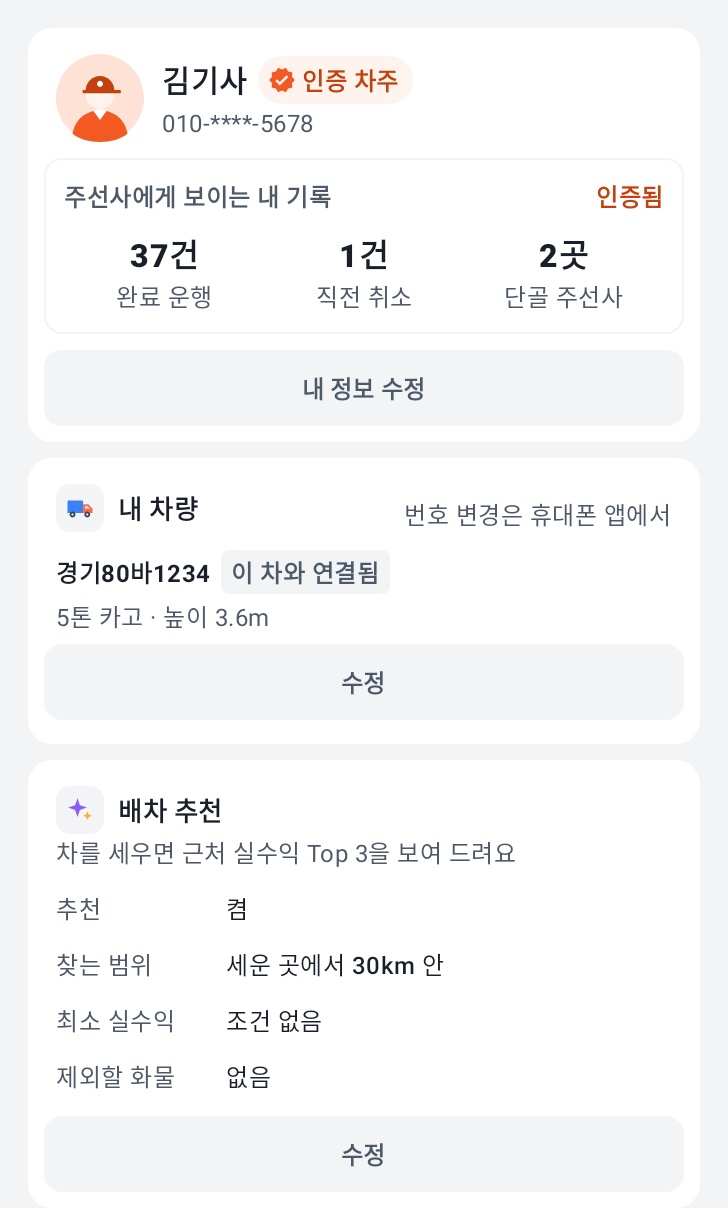 김기사 인증 차주
010-****-5678
주선사에게 보이는 내 기록 인증됨
37건 1건 2곳
완료 운행 직전 취소 단골 주선사
내 정보 수정
내 차량 번호 변경은 휴대폰 앱에서
경기80바1234 이 차와 연결됨
5톤 카고 · 높이 3.6m
수정
배차 추천
차를 세우면 근처 실수익 Top 3을 보여 드려요
추천 켬
찾는 범위 세운 곳에서 30km 안
최소 실수익 조건 없음
제외할 화물 없음
수정